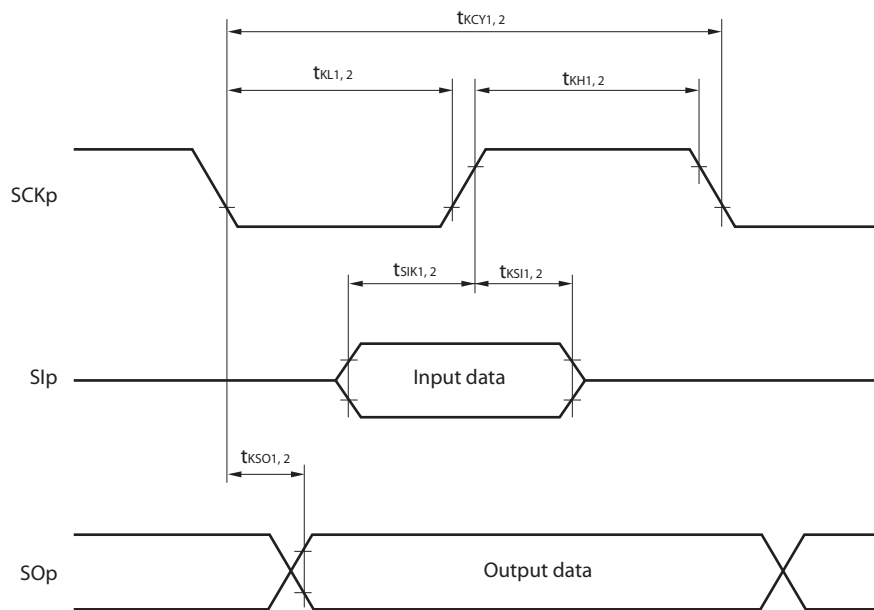 tKCY1, 2
tKL1, 2
tKH1, 2
SCKp
tSIK1, 2
tKSI1, 2
SIp
Input data
tKSO1, 2
SOp
Output data